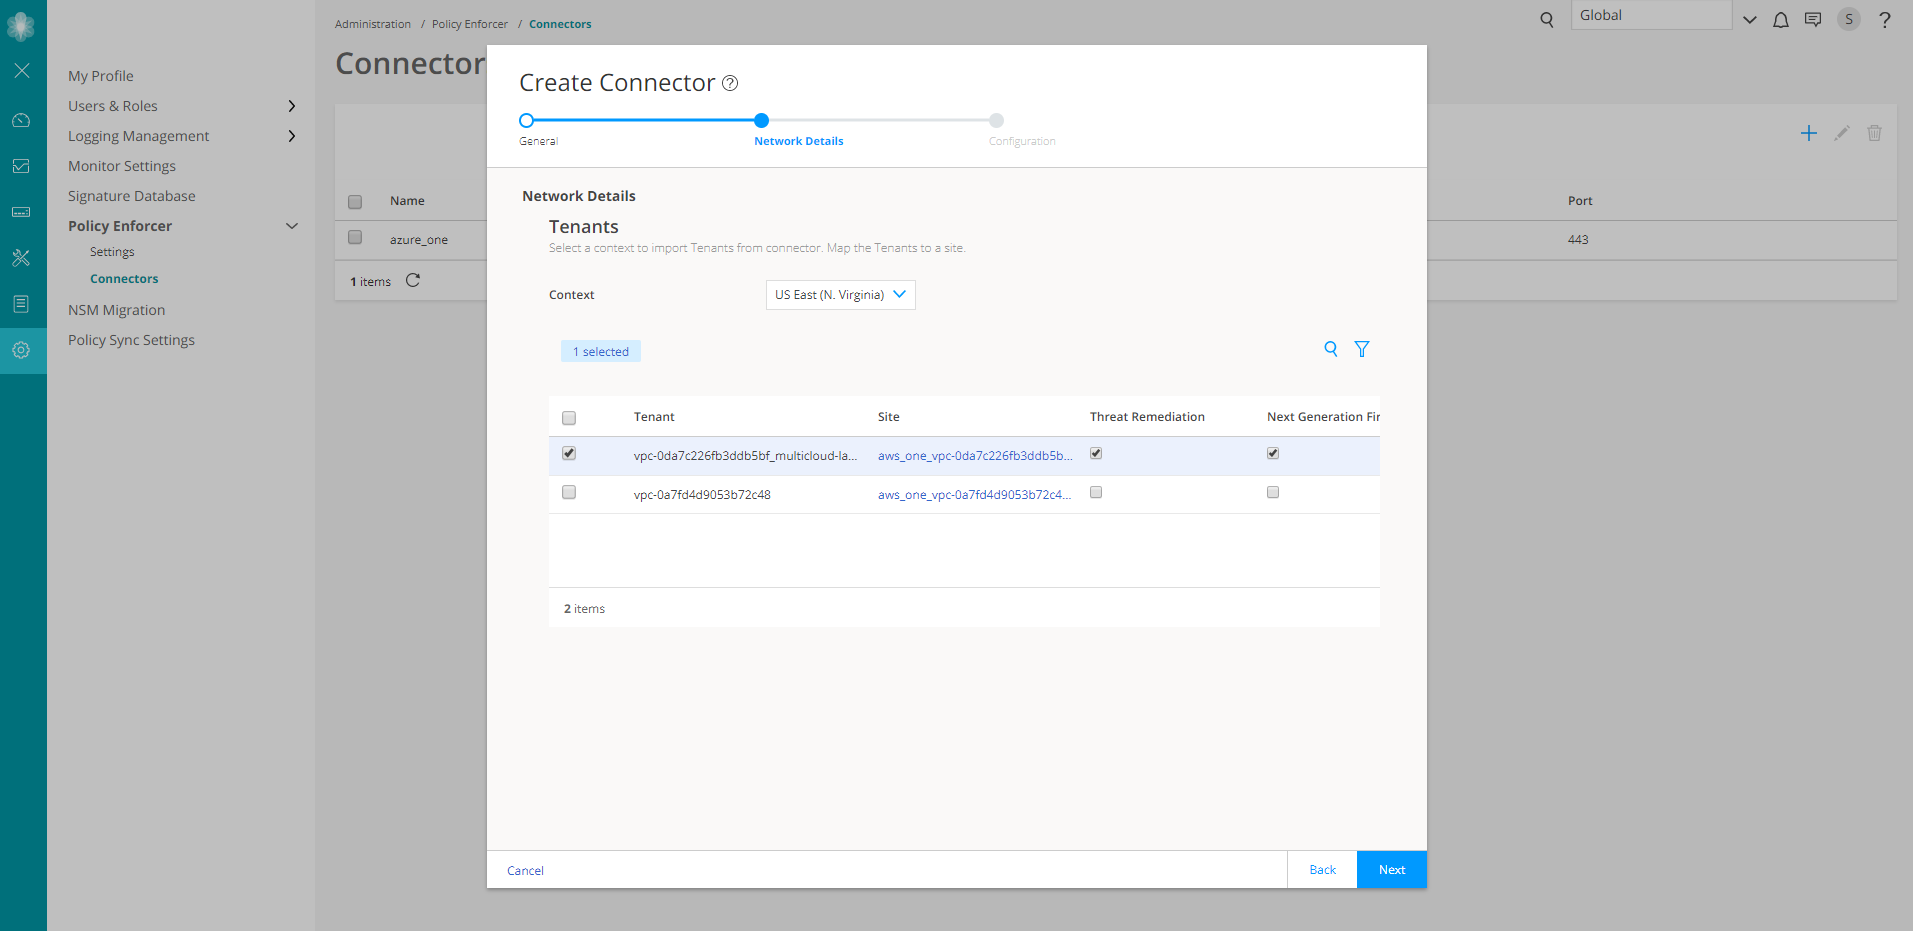 Administration / Policy Enforcer / Connectors
Global
S
?
Connector
My Profile
Users & Roles
Logging Management
Monitor Settings
Signature Database
Policy Enforcer
Settings
Connectors
NSM Migration
Policy Sync Settings
Name
Port
azure_one
443
1 items
Create Connector ?
General
Network Details
Configuration
Network Details
Tenants
Select a context to import Tenants from connector. Map the Tenants to a site.
Context
US East (N. Virginia)
1 selected
Tenant Site Threat Remediation Next Generation Fir
vpc-0da7c226fb3ddb5bf_multicloud-la... aws_one_vpc-0da7c226fb3ddb5b...
vpc-0a7fd4d9053b72c48 aws_one_vpc-0a7fd4d9053b72c4...
2 items
Cancel
Back
Next